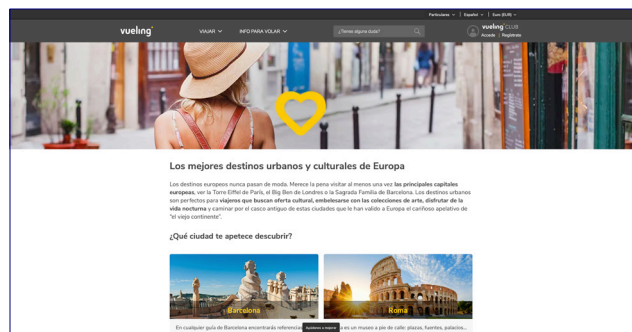 Particulares Español Euro (EUR)
vueling VIAJAR INFO PARA VOLAR ¿Tienes alguna duda? vueling CLUB
Accede | Regístrate
Los mejores destinos urbanos y culturales de Europa
Los destinos europeos nunca pasan de moda. Merece la pena visitar al menos una vez las principales capitales
europeas, ver la Torre Eiffel de París, el Big Ben de Londres o la Sagrada Familia de Barcelona. Los destinos urbanos
son perfectos para viajeros que buscan oferta cultural, embelesarse con las colecciones de arte, disfrutar de la
vida nocturna y caminar por el casco antiguo de estas ciudades que le han valido a Europa el cariñoso apelativo de
"el viejo continente".
¿Qué ciudad te apetece descubrir?
Barcelona
Roma
En cualquier guía de Barcelona encontrarás referencias
o es un museo a pie de calle: plazas, fuentes, palacios...